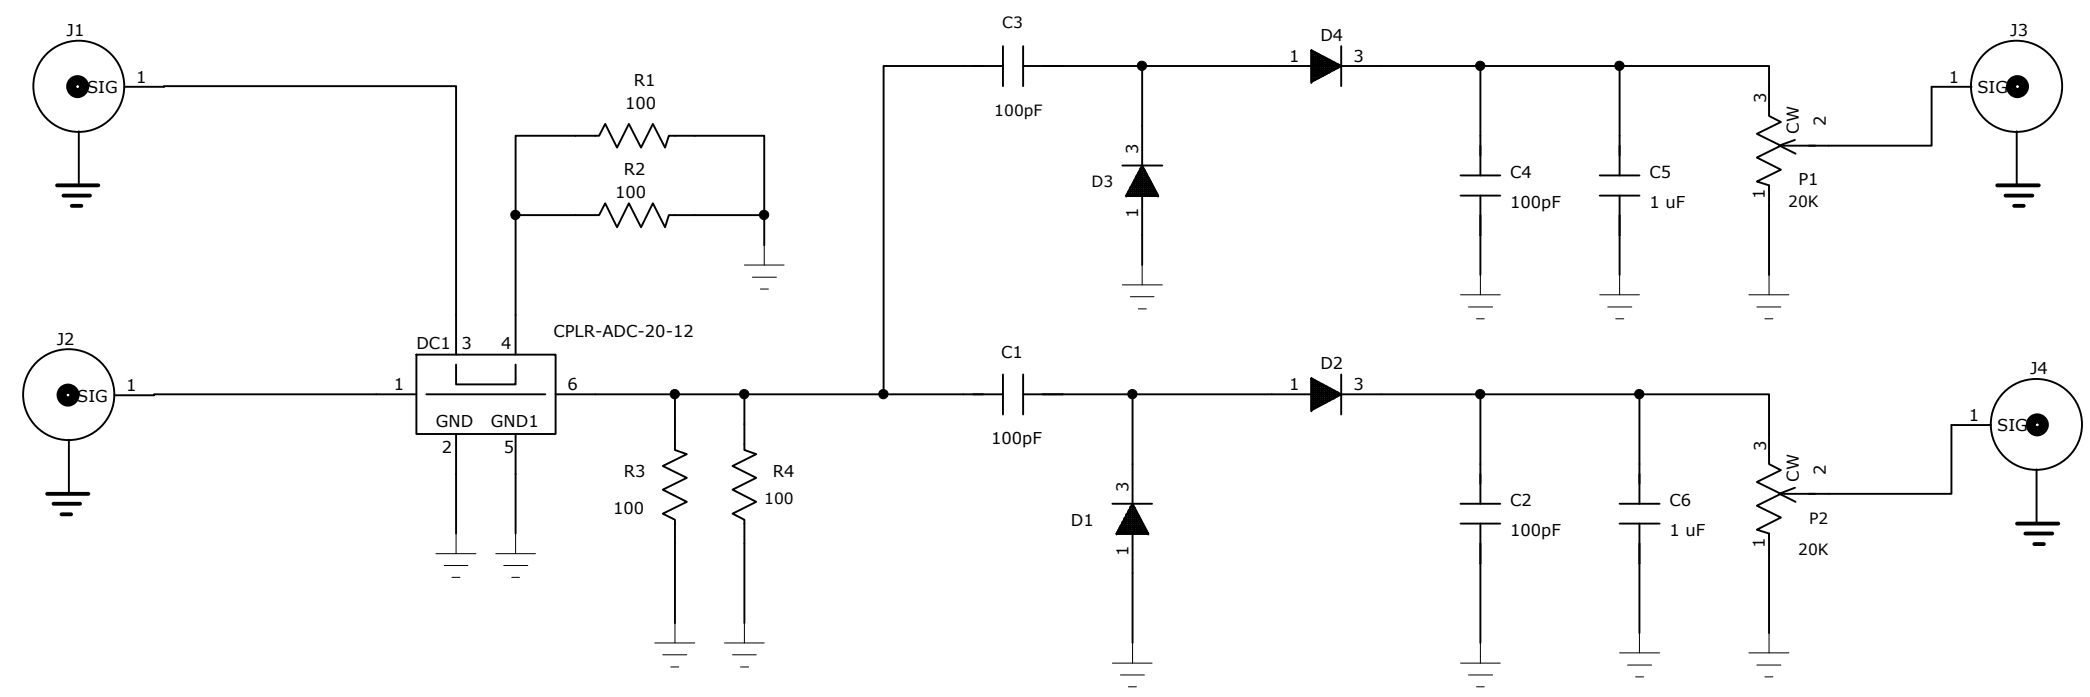 J1
SIG
1
R1
100
R2
100
C3
100pF
D4
1
3
D3
3
1
C4
100pF
C5
1 uF
3
CW
2
P1
20K
1
J3
1
SIG
J2
SIG
1
CPLR-ADC-20-12
DC1
3
4
1
6
GND
GND1
2
5
R3
100
R4
100
C1
100pF
D2
1
3
D1
3
1
C2
100pF
C6
1 uF
3
CW
2
P2
20K
1
J4
1
SIG